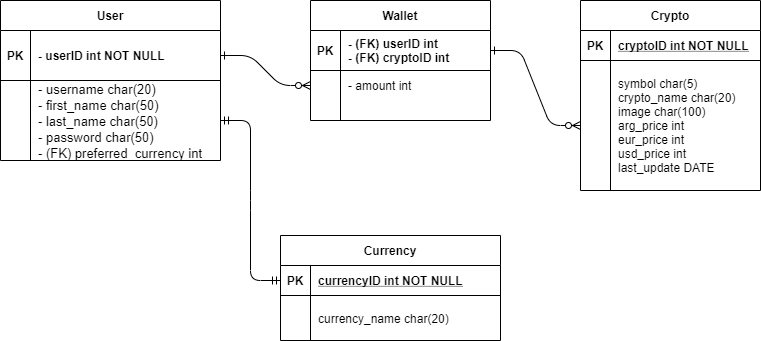 User
PK
- userID int NOT NULL
- username char(20)
- first_name char(50)
- last_name char(50)
- password char(50)
- (FK) preferred_currency int
Wallet
PK
- (FK) userID int
- (FK) cryptoID int
- amount int
Crypto
PK
cryptoID int NOT NULL
symbol char(5)
crypto_name char(20)
image char(100)
arg_price int
eur_price int
usd_price int
last_update DATE
Currency
PK
currencyID int NOT NULL
currency_name char(20)